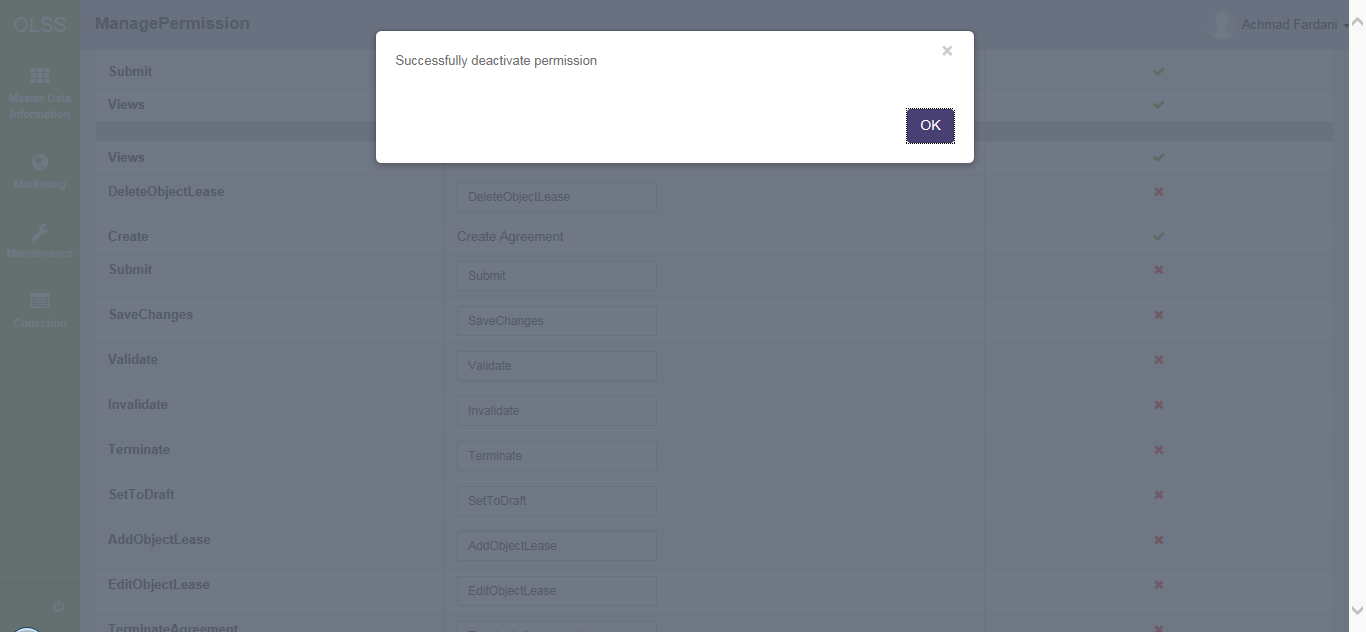 OLSS
ManagePermission
Achmad Fardani
Successfully deactivate permission
×
OK
Master Data
Information
Marketing
Maintenance
Collection
Submit
Views
Views
DeleteObjectLease DeleteObjectLease
Create Create Agreement
Submit Submit
SaveChanges SaveChanges
Validate Validate
Invalidate Invalidate
Terminate Terminate
SetToDraft SetToDraft
AddObjectLease AddObjectLease
EditObjectLease EditObjectLease
TerminateAgreement